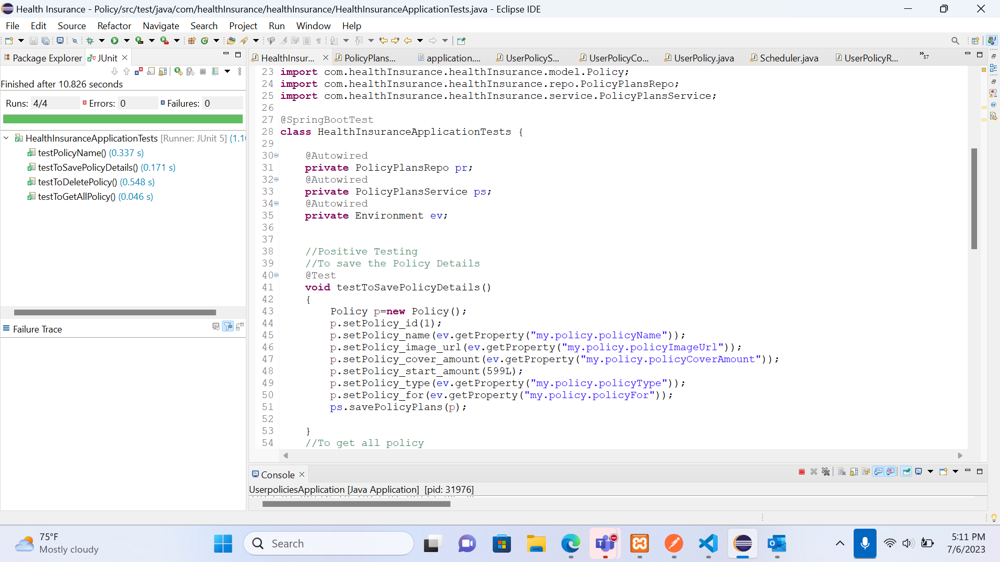 Health Insurance - Policy/src/test/java/com/healthInsurance/healthInsurance/HealthInsuranceApplicationTests.java - Eclipse IDE
File Edit Source Refactor Navigate Search Project Run Window Help
Package Explorer JUnit
Finished after 10.826 seconds
Runs: 4/4 Errors: 0 Failures: 0
HealthInsuranceApplicationTests [Runner: JUnit 5] (1.1
testPolicyName() (0.337 s)
testToSavePolicyDetails() (0.171 s)
testToDeletePolicy() (0.548 s)
testToGetAllPolicy() (0.046 s)
Failure Trace
HealthInsur... PolicyPlans... application.... UserPolicyS... UserPolicyCo... UserPolicy.java Scheduler.java UserPolicyR... »57
23 import com.healthInsurance.healthInsurance.model.Policy;
24 import com.healthInsurance.healthInsurance.repo.PolicyPlansRepo;
25 import com.healthInsurance.healthInsurance.service.PolicyPlansService;
26
27 @SpringBootTest
28 class HealthInsuranceApplicationTests {
29
30 @Autowired
31 private PolicyPlansRepo pr;
32 @Autowired
33 private PolicyPlansService ps;
34 @Autowired
35 private Environment ev;
36
37
38 //Positive Testing
39 //To save the Policy Details
40 @Test
41 void testToSavePolicyDetails()
42 {
43 Policy p=new Policy();
44 p.setPolicy_id(1);
45 p.setPolicy_name(ev.getProperty("my.policy.policyName"));
46 p.setPolicy_image_url(ev.getProperty("my.policy.policyImageUrl"));
47 p.setPolicy_cover_amount(ev.getProperty("my.policy.policyCoverAmount"));
48 p.setPolicy_start_amount(599L);
49 p.setPolicy_type(ev.getProperty("my.policy.policyType"));
50 p.setPolicy_for(ev.getProperty("my.policy.policyFor"));
51 ps.savePolicyPlans(p);
52
53 }
54 //To get all policy
Console
UserpoliciesApplication [Java Application] [pid: 31976]
75°F
Mostly cloudy
Search
5:11 PM
7/6/2023